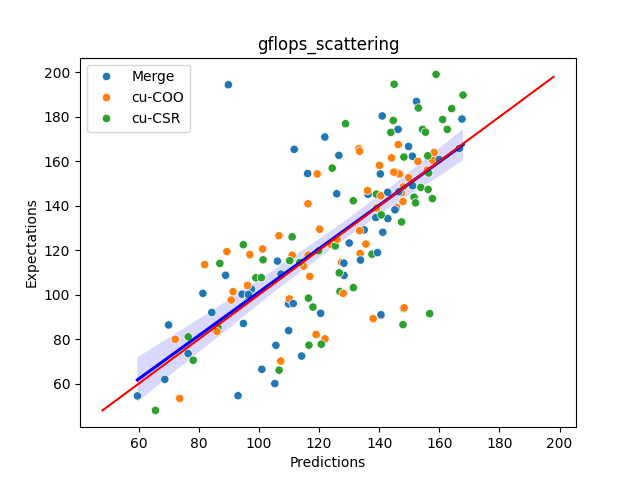 gflops_scattering
Merge
cu-COO
cu-CSR
Expectations
200
180
160
140
120
100
80
60
60 80 100 120 140 160 180 200
Predictions